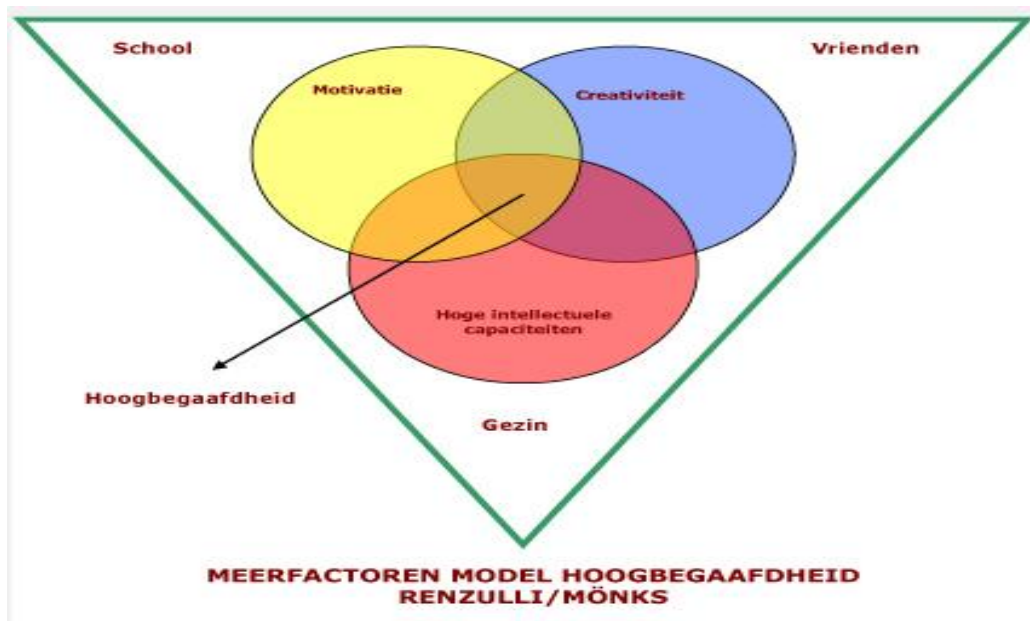 School
Vrienden
Motivatie
Creativiteit
Hoge intellectuele
capaciteiten
Hoogbegaafdheid
Gezin
MEERFACTOREN MODEL HOOGBEGAAFDHEID
RENZULLI/MÖNKS